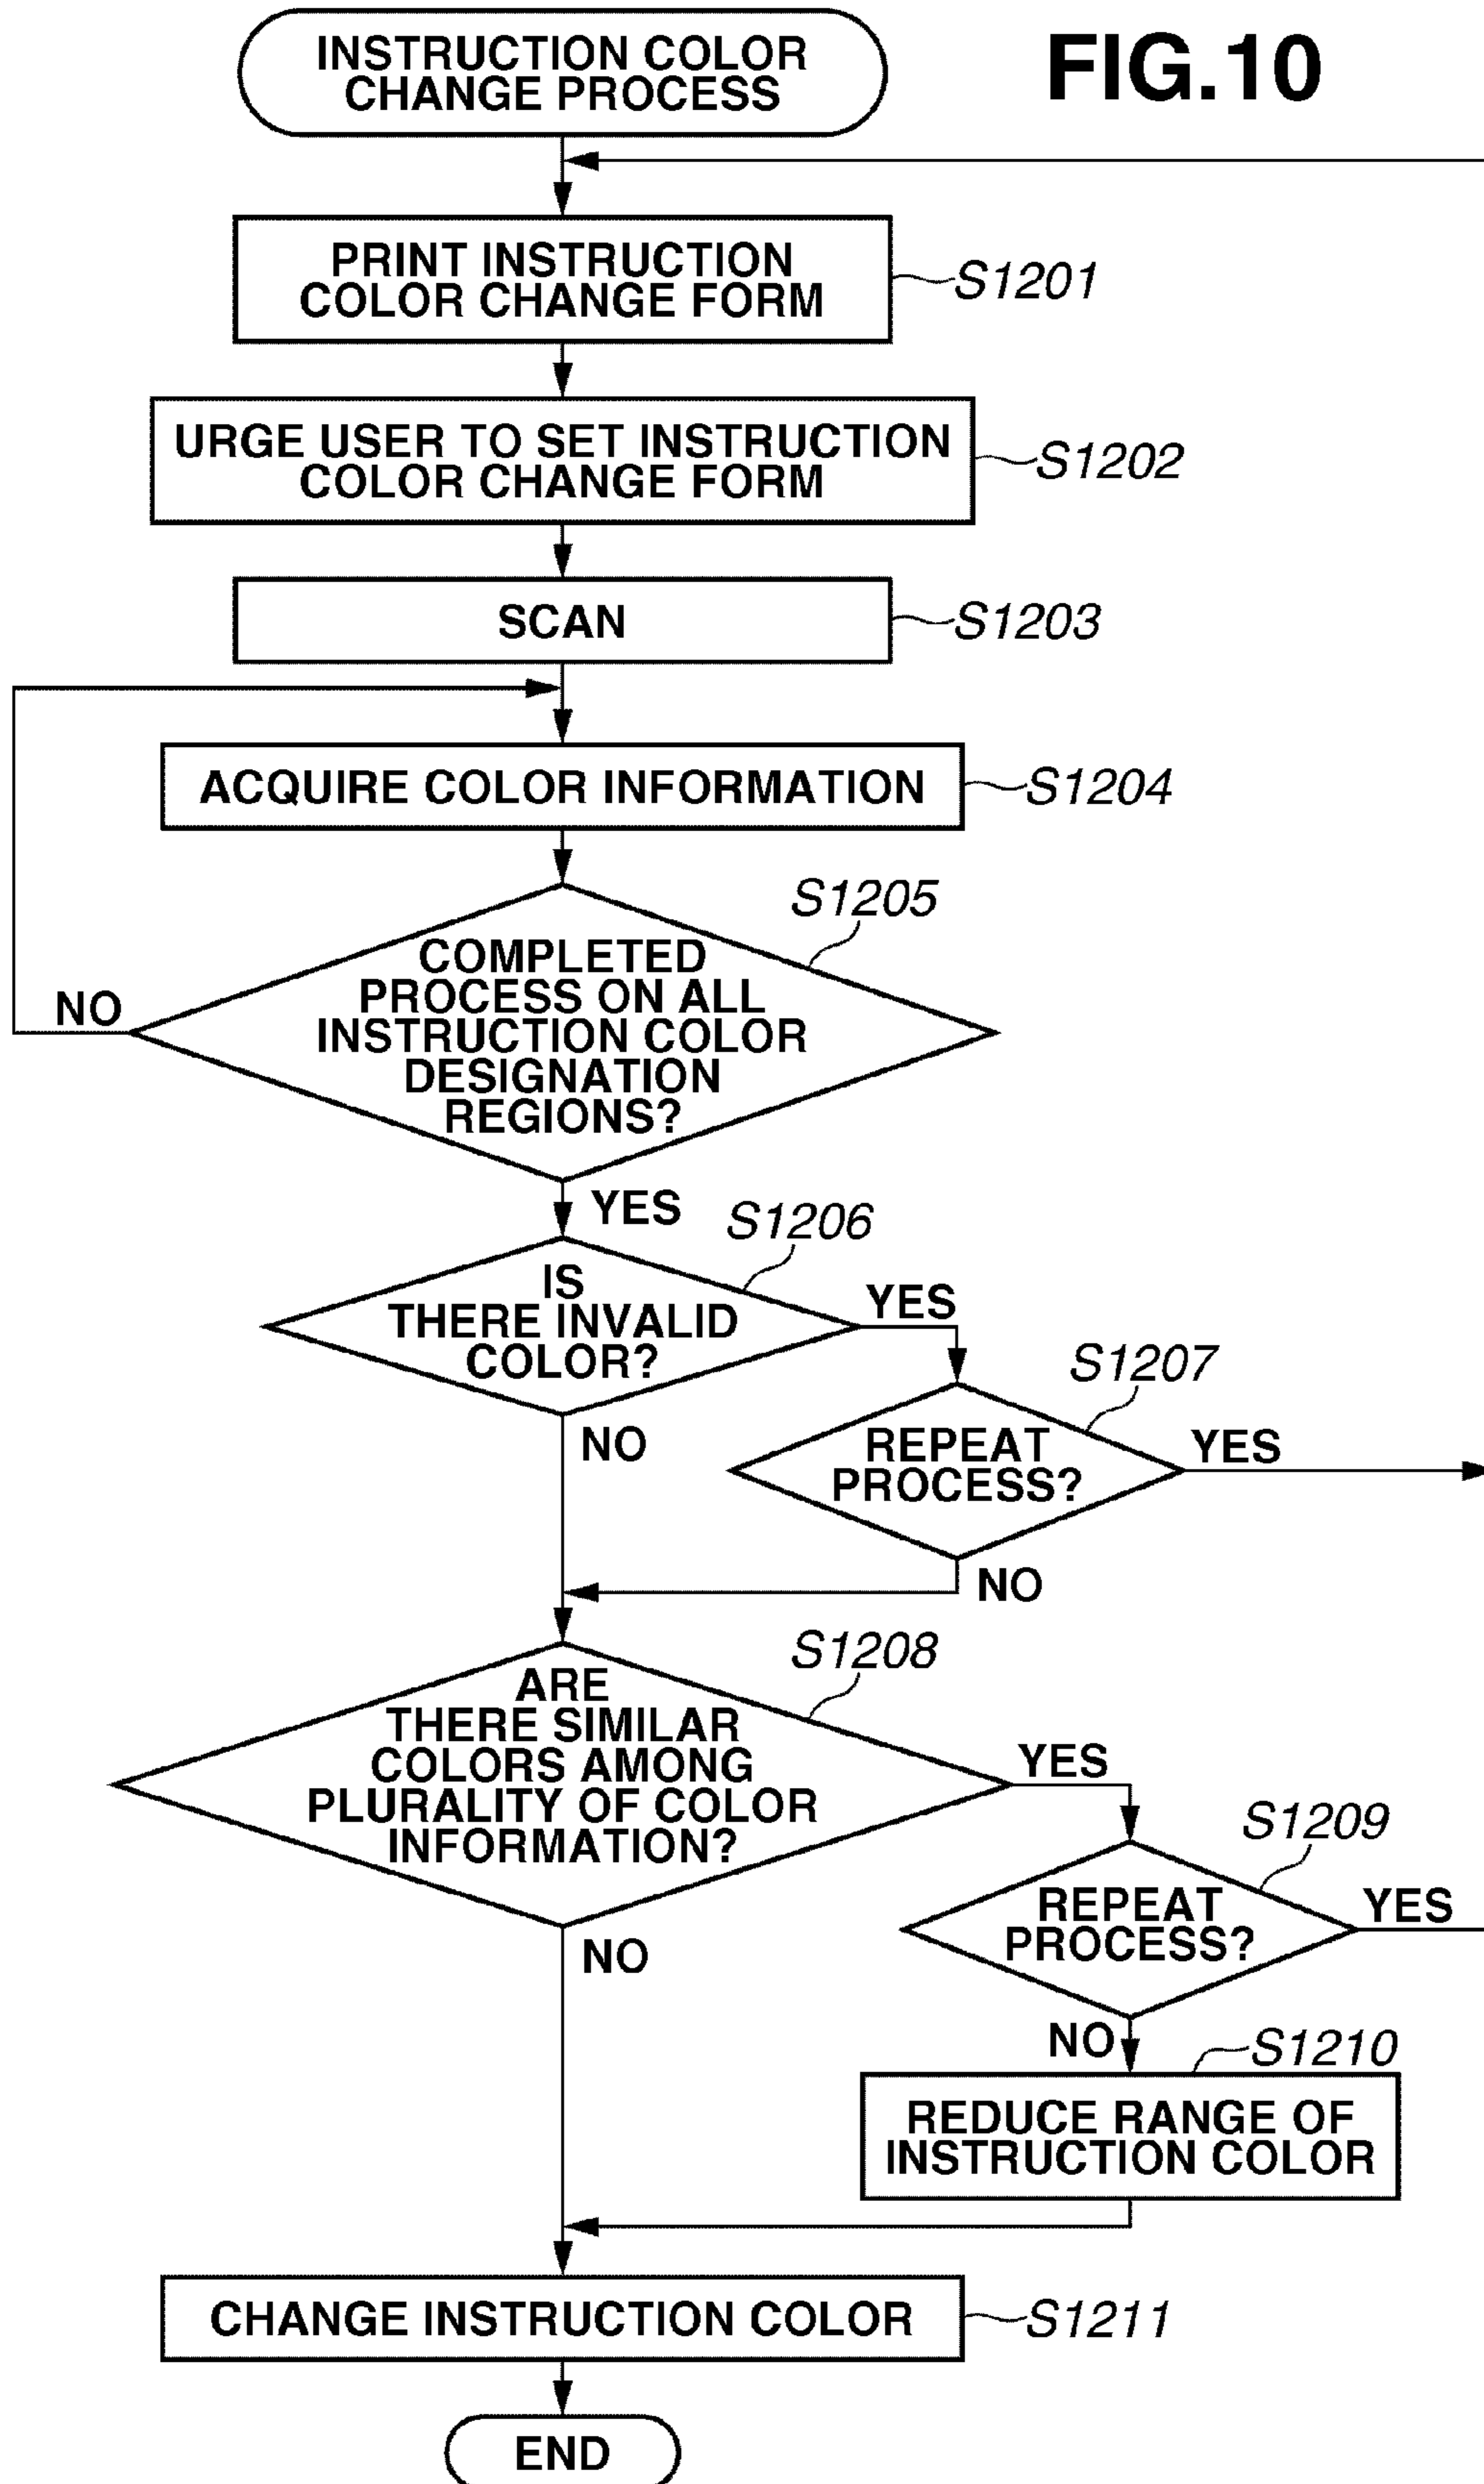 INSTRUCTION COLOR
CHANGE PROCESS
FIG.10
PRINT INSTRUCTION
COLOR CHANGE FORM
S1201
URGE USER TO SET INSTRUCTION
COLOR CHANGE FORM
S1202
SCAN
S1203
ACQUIRE COLOR INFORMATION
S1204
S1205
COMPLETED
PROCESS ON ALL
INSTRUCTION COLOR
DESIGNATION
REGIONS?
NO
YES
S1206
IS
THERE INVALID
COLOR?
YES
NO
S1207
REPEAT
PROCESS?
YES
NO
S1208
ARE
THERE SIMILAR
COLORS AMONG
PLURALITY OF COLOR
INFORMATION?
YES
NO
S1209
REPEAT
PROCESS?
YES
NO
S1210
REDUCE RANGE OF
INSTRUCTION COLOR
CHANGE INSTRUCTION COLOR
S1211
END